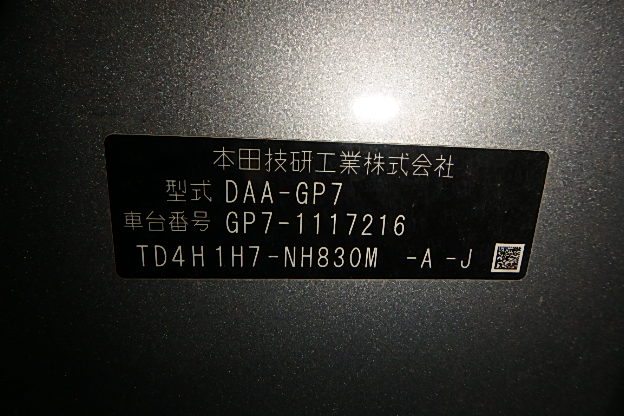 本田技研工業株式会社
型式 DAA-GP7
車台番号 GP7-1117216
TD4H1H7-NH830M -A -J